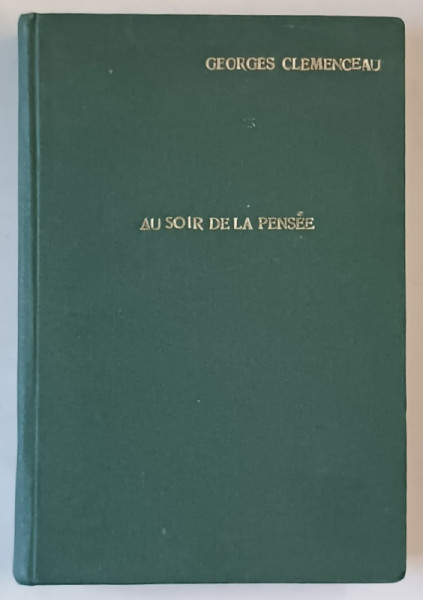 GEORGES CLEMENCEAU
AU SOIR DE LA PENSÉE